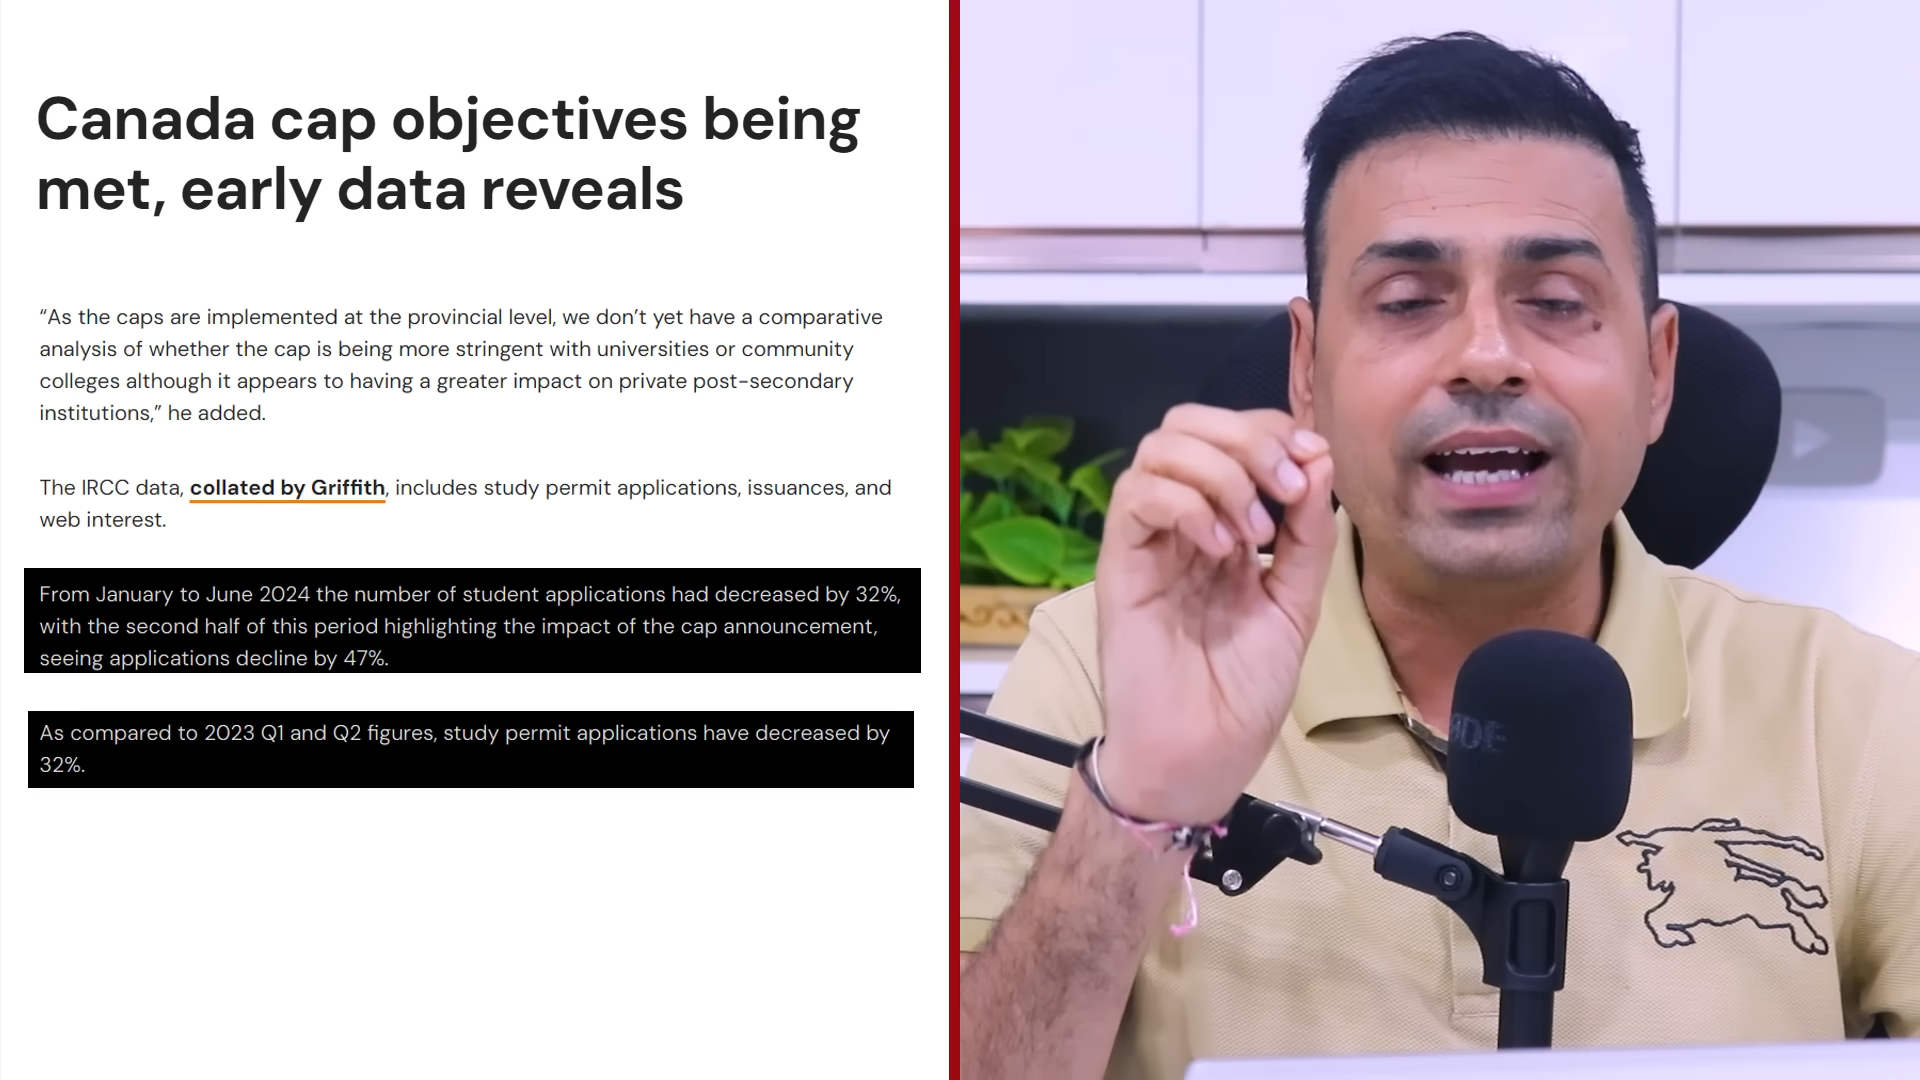 Canada cap objectives being
met, early data reveals
“As the caps are implemented at the provincial level, we don’t yet have a comparative
analysis of whether the cap is being more stringent with universities or community
colleges although it appears to having a greater impact on private post-secondary
institutions,” he added.
The IRCC data, collated by Griffith, includes study permit applications, issuances, and
web interest.
From January to June 2024 the number of student applications had decreased by 32%,
with the second half of this period highlighting the impact of the cap announcement,
seeing applications decline by 47%.
As compared to 2023 Q1 and Q2 figures, study permit applications have decreased by
32%.